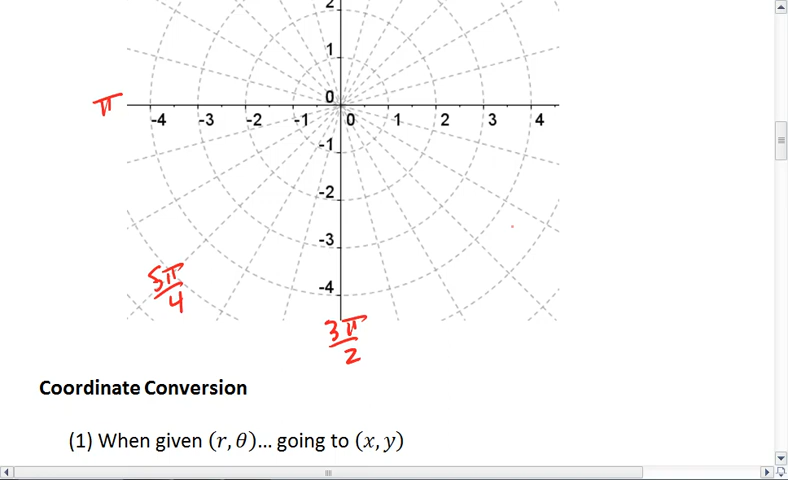 2
1
0
π -4 -3 -2 -1 0 1 2 3 4
-1
-2
-3
5π/4 -4
3π/2
Coordinate Conversion
(1) When given (r, θ)… going to (x, y)